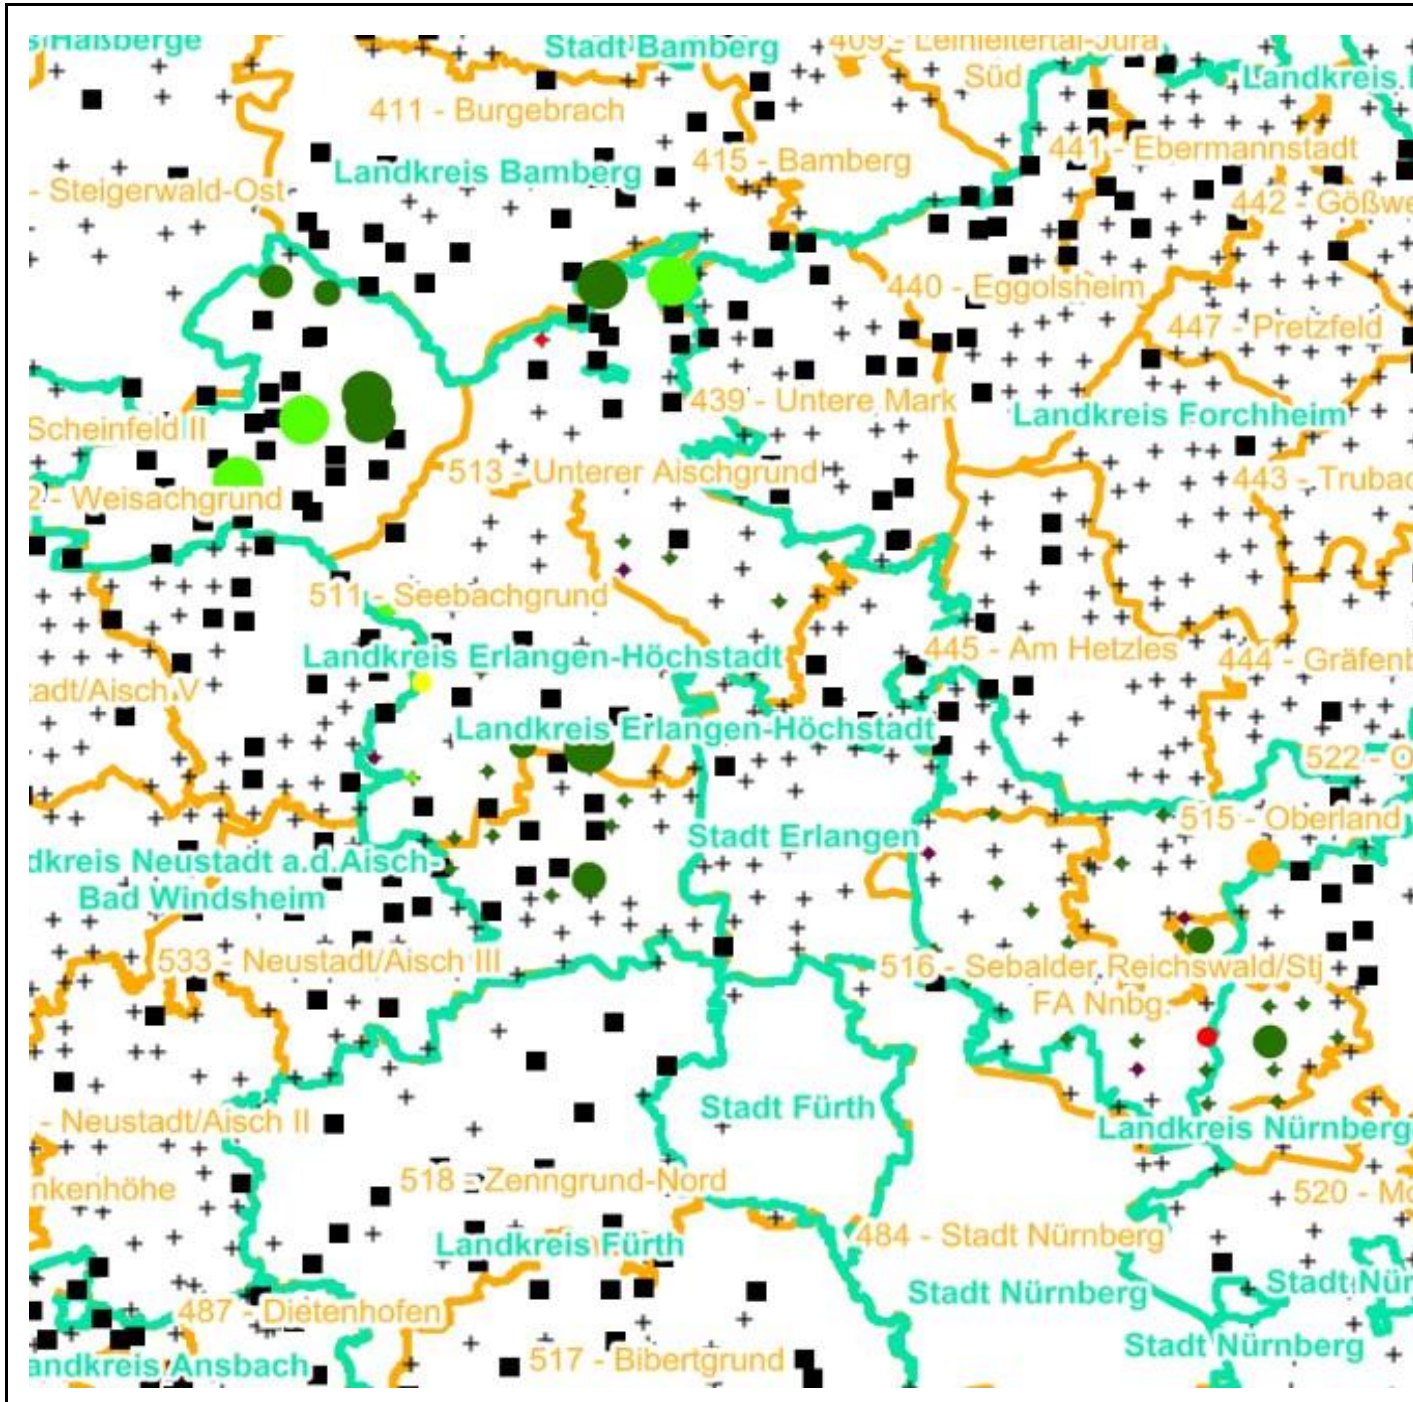 s Haßberge
Stadt Bamberg
409 - Leinleitertal-Jura
Süd
Landkreis
411 - Burgebrach
Landkreis Bamberg
415 - Bamberg
441 - Ebermannstadt
- Steigerwald-Ost
442 - Gößwe
440 - Eggolsheim
447 - Pretzfeld
439 - Untere Mark
Landkreis Forchheim
Scheinfeld II
513 - Unterer Aischgrund
443 - Trubac
2 - Weisachgrund
511 - Seebachgrund
Landkreis Erlangen-Höchstadt
445 - Am Hetzles
444 - Gräfenb
tadt/Aisch V
Landkreis Erlangen-Höchstadt
522 - O
515 - Oberland
Stadt Erlangen
dkreis Neustadt a.d.Aisch-
Bad Windsheim
533 - Neustadt/Aisch III
516 - Sebalder Reichswald/Stj
FA Nnbg.
Stadt Fürth
- Neustadt/Aisch II
Landkreis Nürnberg
nkenhöhe
518 - Zenngrund-Nord
520 - Mo
Landkreis Fürth
484 - Stadt Nürnberg
Stadt Nürnberg
Stadt Nür
487 - Dietenhofen
Stadt Nürnberg
andkreis Ansbach
517 - Bibertgrund